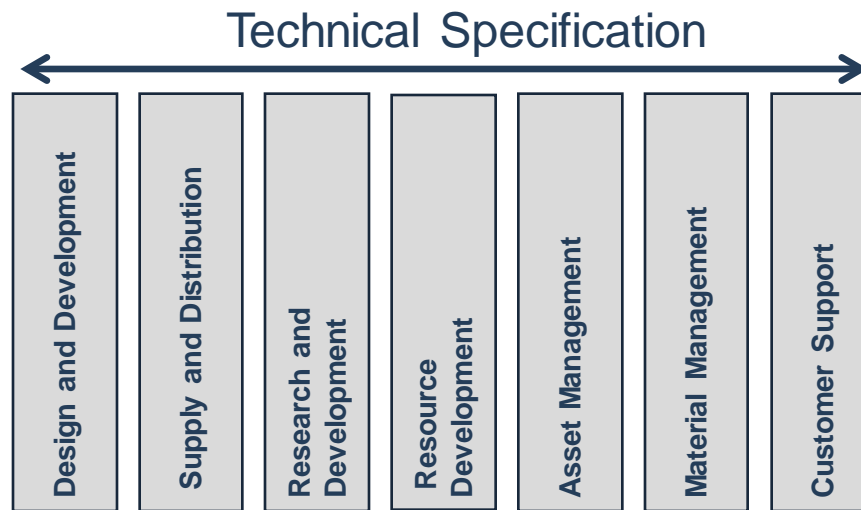 Technical Specification
Design and Development
Supply and Distribution
Research and
Development
Resource
Development
Asset Management
Material Management
Customer Support